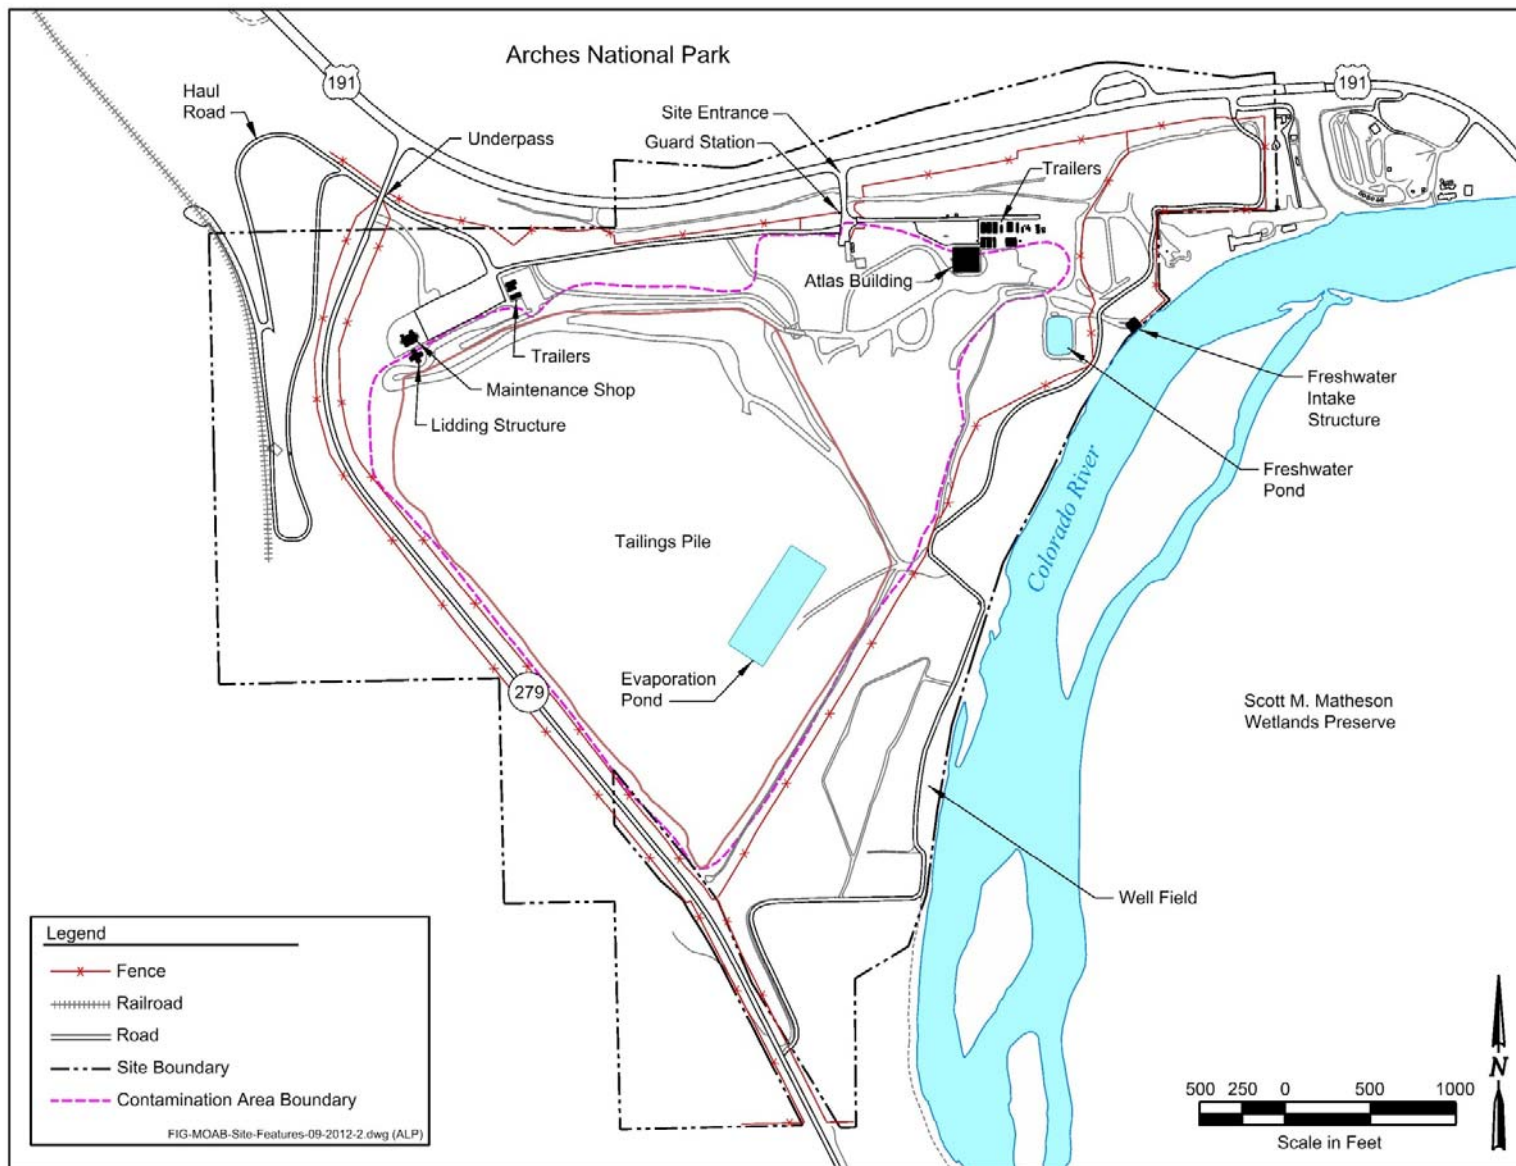 Arches National Park
191
191
Haul
Road
Underpass
Site Entrance
Guard Station
Trailers
Atlas Building
Trailers
Maintenance Shop
Lidding Structure
Freshwater
Intake
Structure
Freshwater
Pond
Colorado River
Tailings Pile
Evaporation
Pond
279
Scott M. Matheson
Wetlands Preserve
Well Field
Legend
Fence
Railroad
Road
Site Boundary
Contamination Area Boundary
FIG-MOAB-Site-Features-09-2012-2.dwg (ALP)
N
500 250 0 500 1000
Scale in Feet